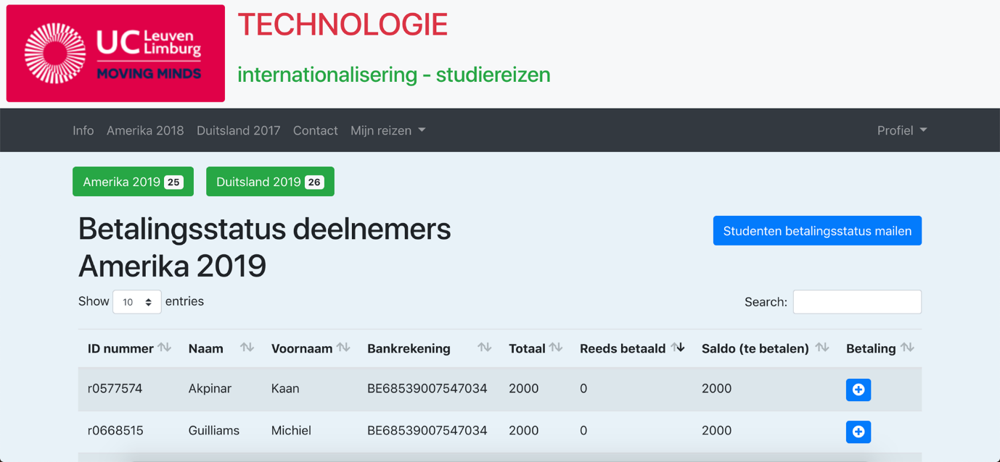 UC Leuven Limburg
MOVING MINDS
TECHNOLOGIE
internationalisering - studiereizen
Info Amerika 2018 Duitsland 2017 Contact Mijn reizen Profiel
Amerika 2019 25 Duitsland 2019 26
Betalingsstatus deelnemers
Amerika 2019
Studenten betalingsstatus mailen
Show 10 entries Search:
ID nummer Naam Voornaam Bankrekening Totaal Reeds betaald Saldo (te betalen) Betaling
r0577574 Akpinar Kaan BE68539007547034 2000 0 2000
r0668515 Guilliams Michiel BE68539007547034 2000 0 2000